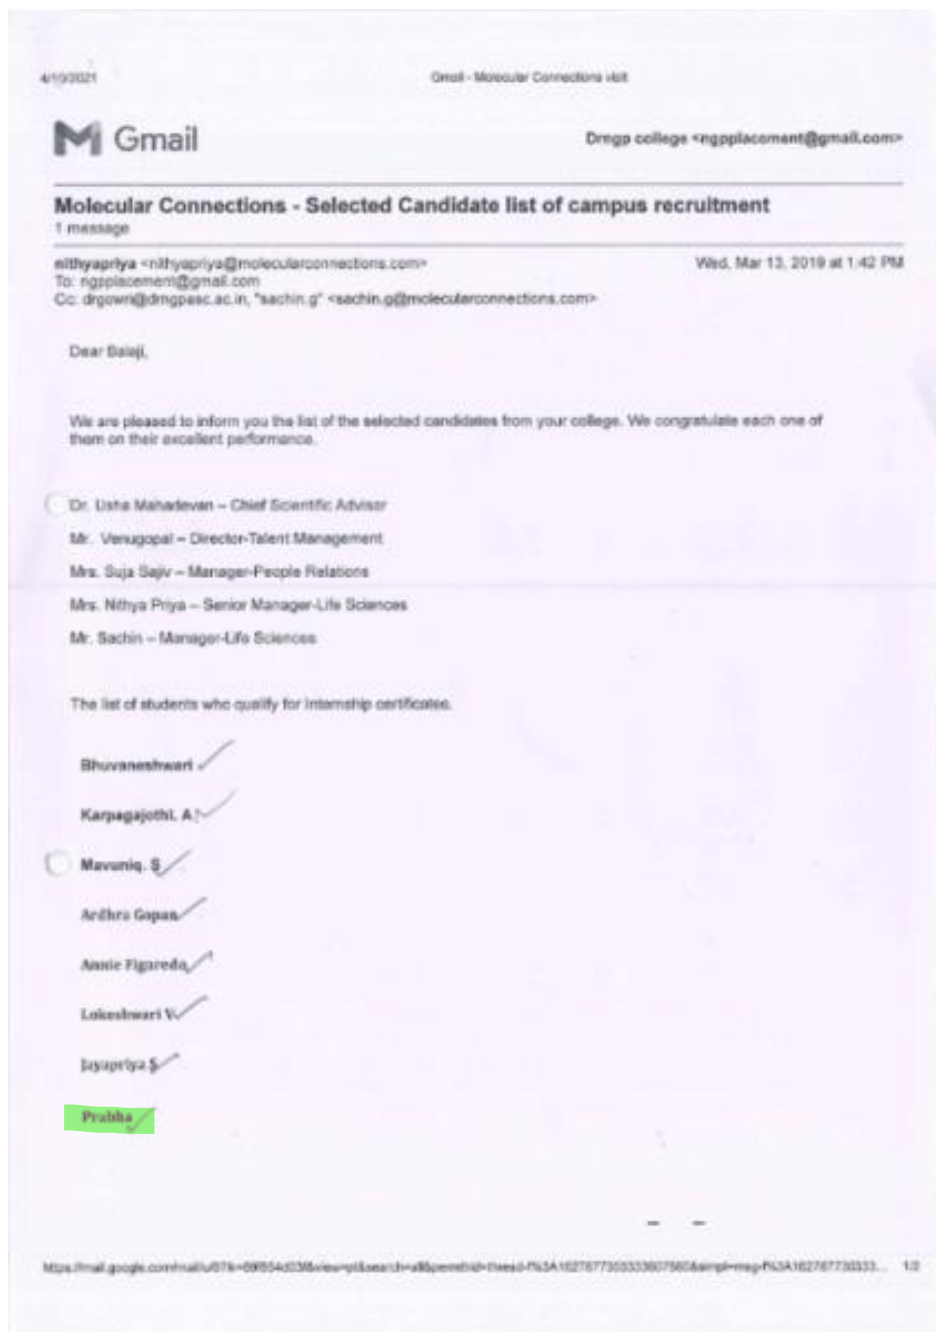 4/10/2021
Gmail - Molecular Connections visit
Gmail
Drngp college <ngpplacement@gmail.com>
Molecular Connections - Selected Candidate list of campus recruitment
1 message
nithyapriya <nithyapriya@molecularconnections.com>
Wed, Mar 13, 2019 at 1:42 PM
To: ngpplacement@gmail.com
Cc: drgowri@drngpasc.ac.in, "sachin.g" <sachin.g@molecularconnections.com>
Dear Balaji,
We are pleased to inform you the list of the selected candidates from your college. We congratulate each one of
them on their excellent performance.
Dr. Usha Mahadevan – Chief Scientific Advisor
Mr. Venugopal – Director-Talent Management
Mrs. Suja Sajiv – Manager-People Relations
Mrs. Nithya Priya – Senior Manager-Life Sciences
Mr. Sachin – Manager-Life Sciences
The list of students who qualify for Internship certificates.
Bhuvaneshwari
Karpagajothi. A
Mavuniq. S
Ardhra Gopan
Annie Figaredo
Lokeshwari V
Jayapriya S
Prabha
1/2